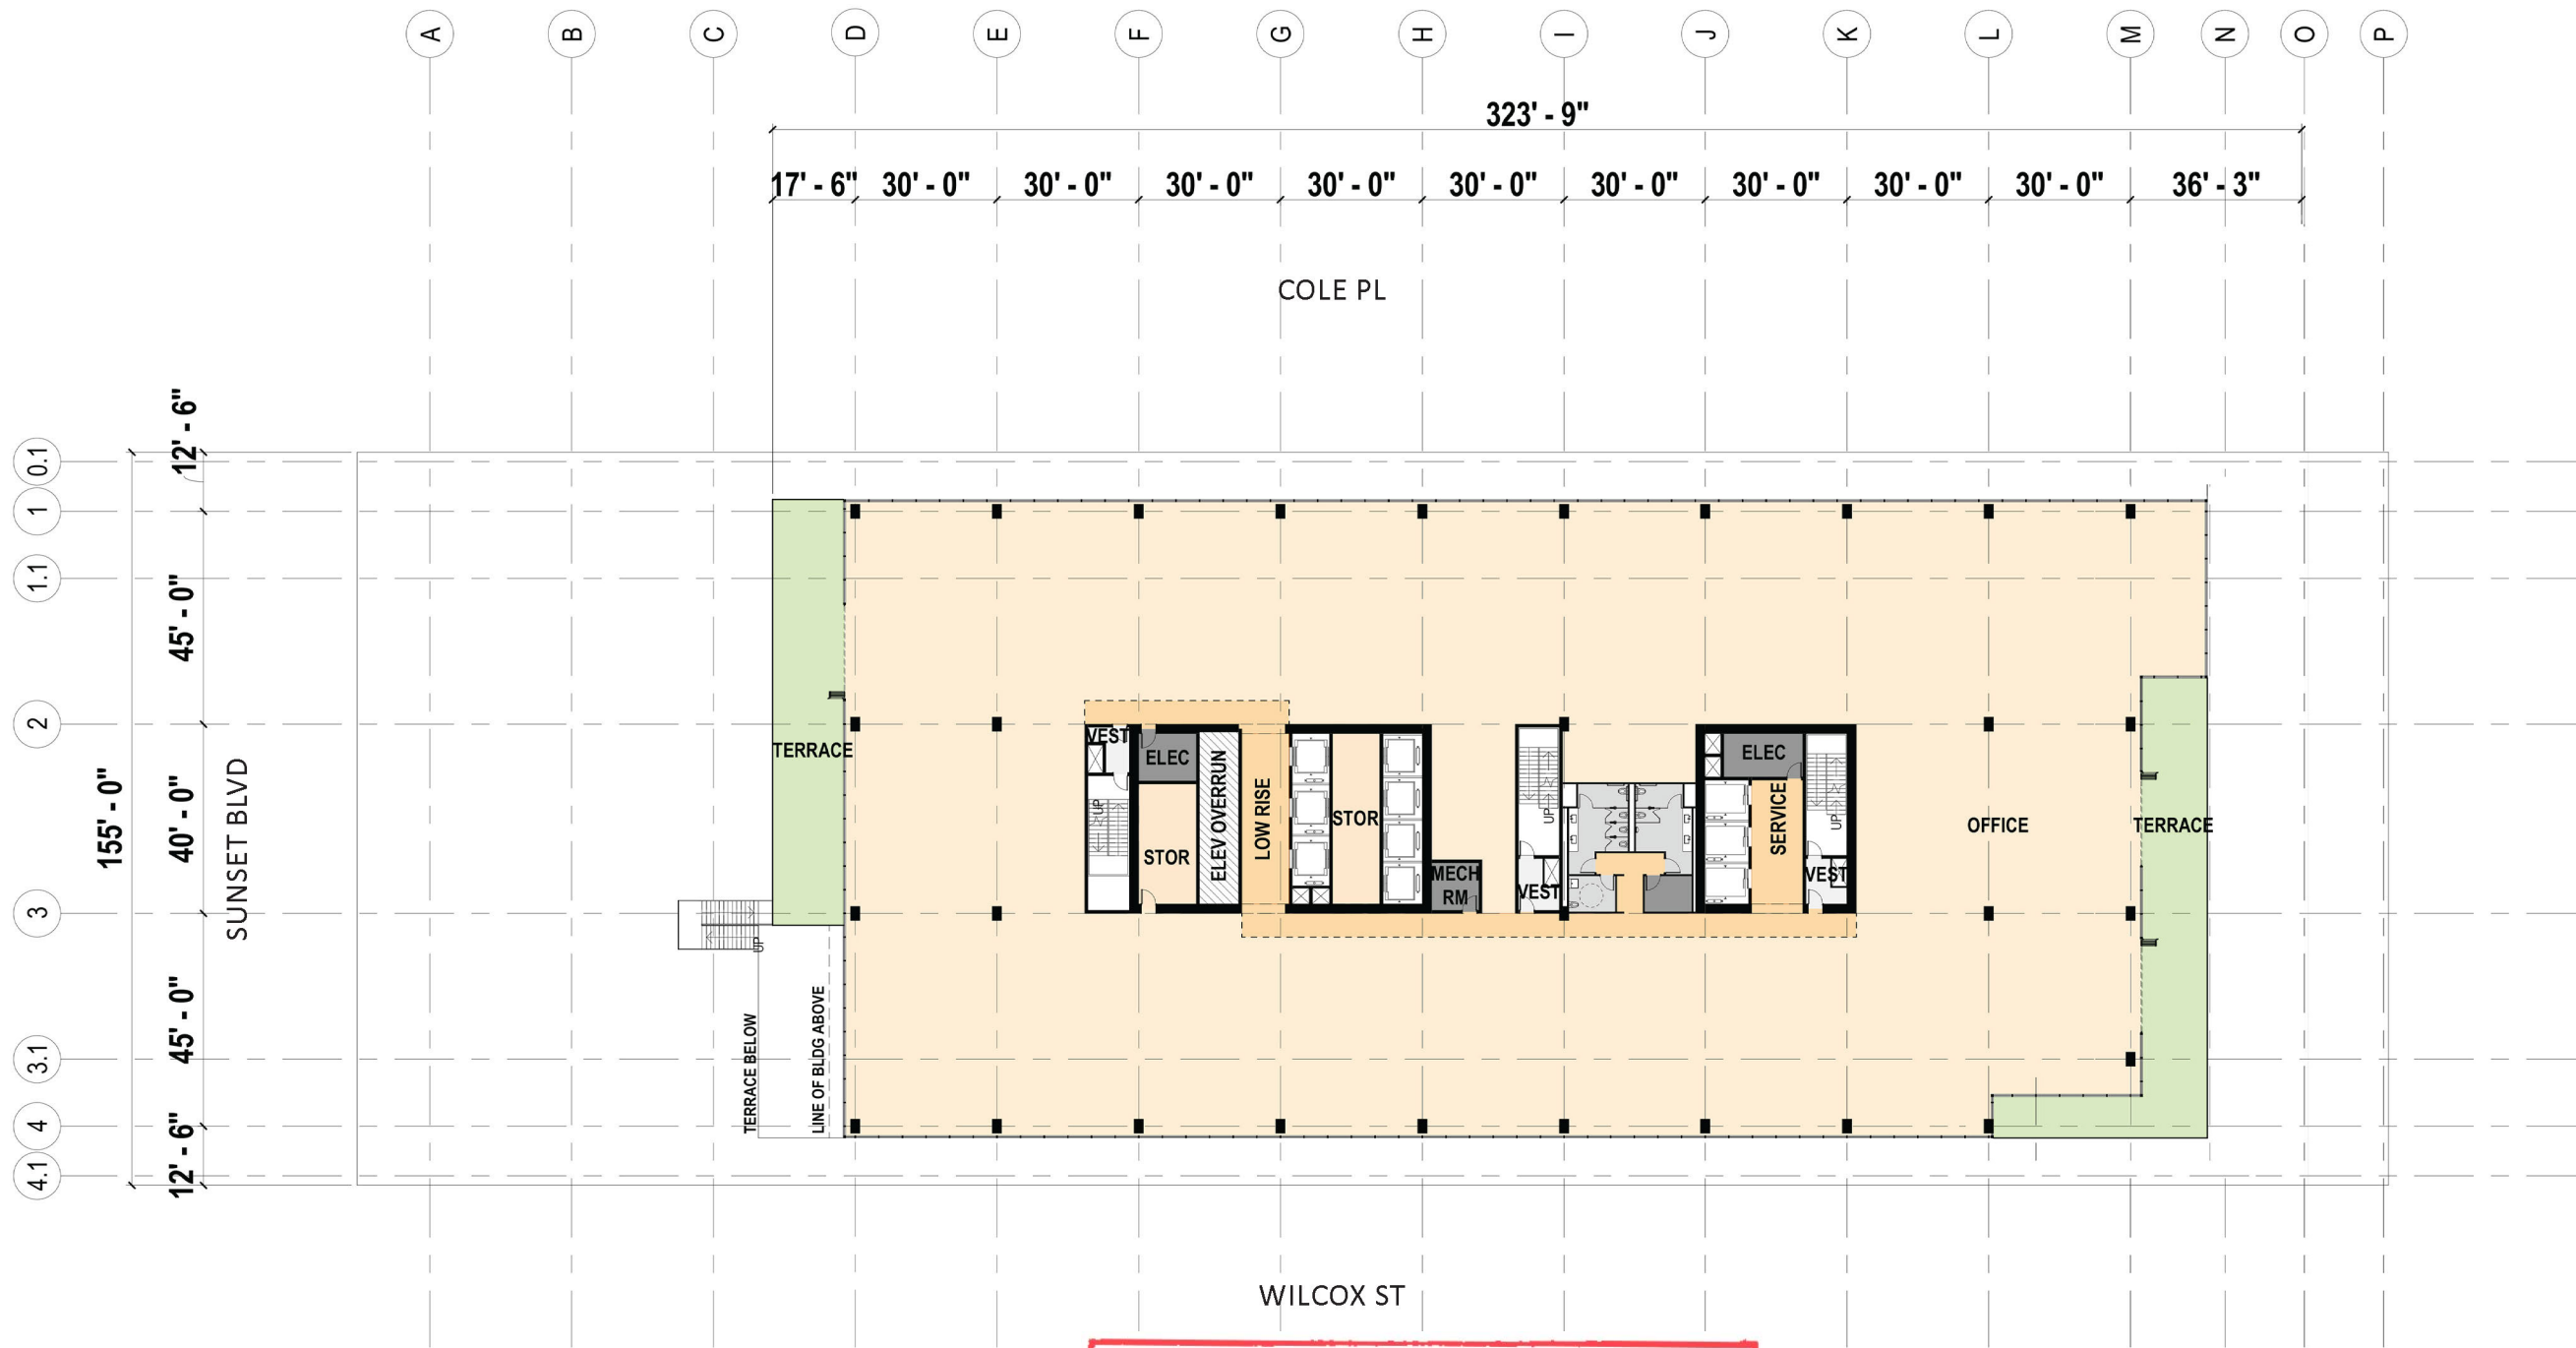 A
B
C
D
E
F
G
H
I
J
K
L
M
N
O
P
323' - 9"
17' - 6"
30' - 0"
30' - 0"
30' - 0"
30' - 0"
30' - 0"
30' - 0"
30' - 0"
30' - 0"
30' - 0"
36' - 3"
COLE PL
0.1
1
1.1
2
3
3.1
4
4.1
155' - 0"
12' - 6"
45' - 0"
40' - 0"
45' - 0"
12' - 6"
SUNSET BLVD
TERRACE
UP
TERRACE BELOW
LINE OF BLDG ABOVE
VEST
UP
ELEC
STOR
ELEV OVERRUN
LOW RISE
STOR
MECH
RM
UP
VEST
ELEC
SERVICE
UP
VEST
OFFICE
TERRACE
WILCOX ST